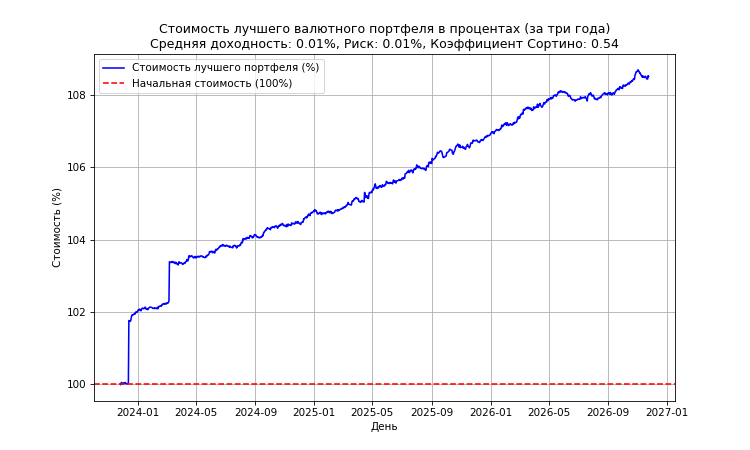 Стоимость лучшего валютного портфеля в процентах (за три года)
Средняя доходность: 0.01%, Риск: 0.01%, Коэффициент Сортино: 0.54
Стоимость лучшего портфеля (%)
Начальная стоимость (100%)
Стоимость (%)
108
106
104
102
100
2024-01 2024-05 2024-09 2025-01 2025-05 2025-09 2026-01 2026-05 2026-09 2027-01
День